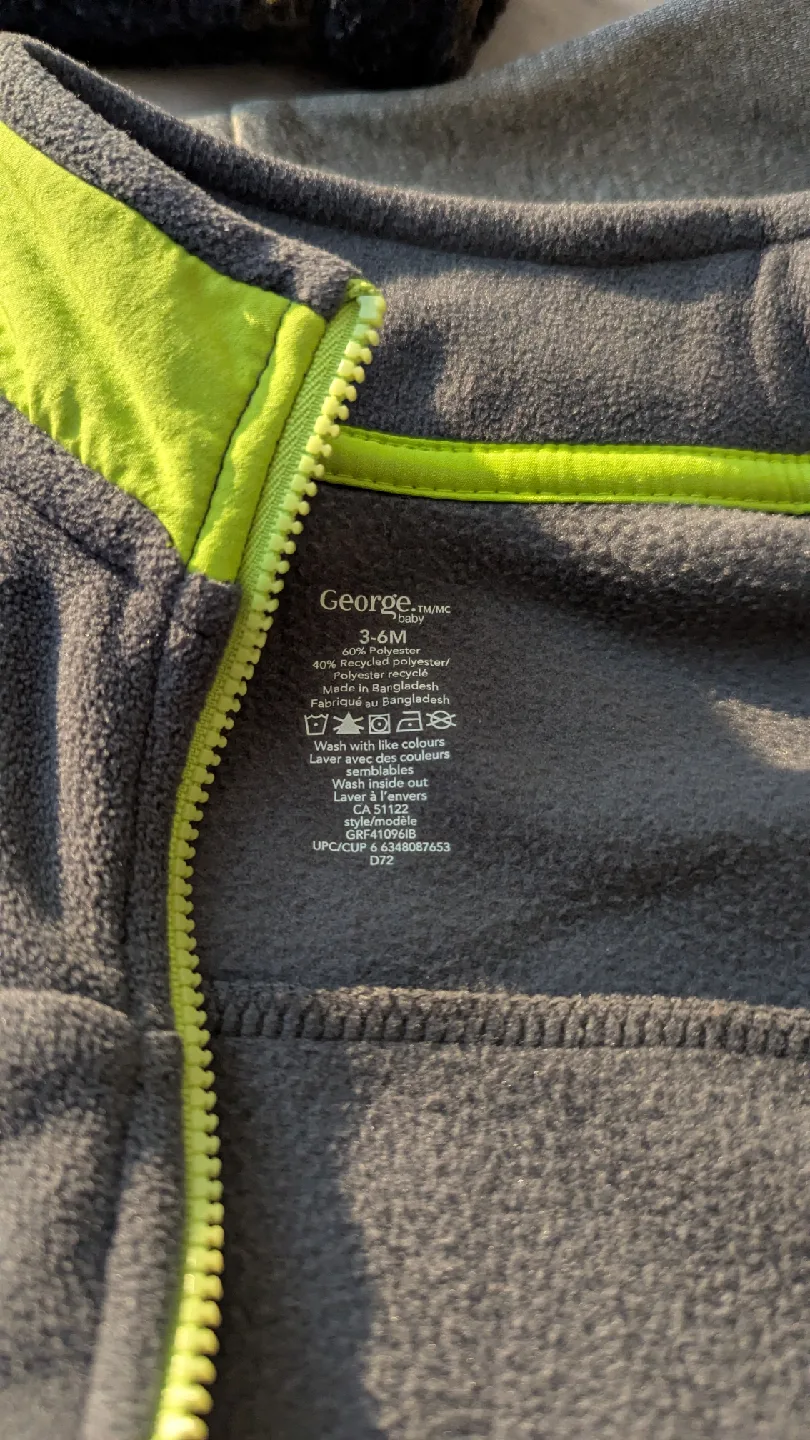 George.TM/MC
baby
3-6M
60% Polyester
40% Recycled polyester/
Polyester recyclé
Made in Bangladesh
Fabriqué au Bangladesh
Wash with like colours
Laver avec des couleurs
semblables
Wash inside out
Laver à l'envers
CA 51122
style/modèle
GRF41096IB
UPC/CUP 6 6348087653
D72